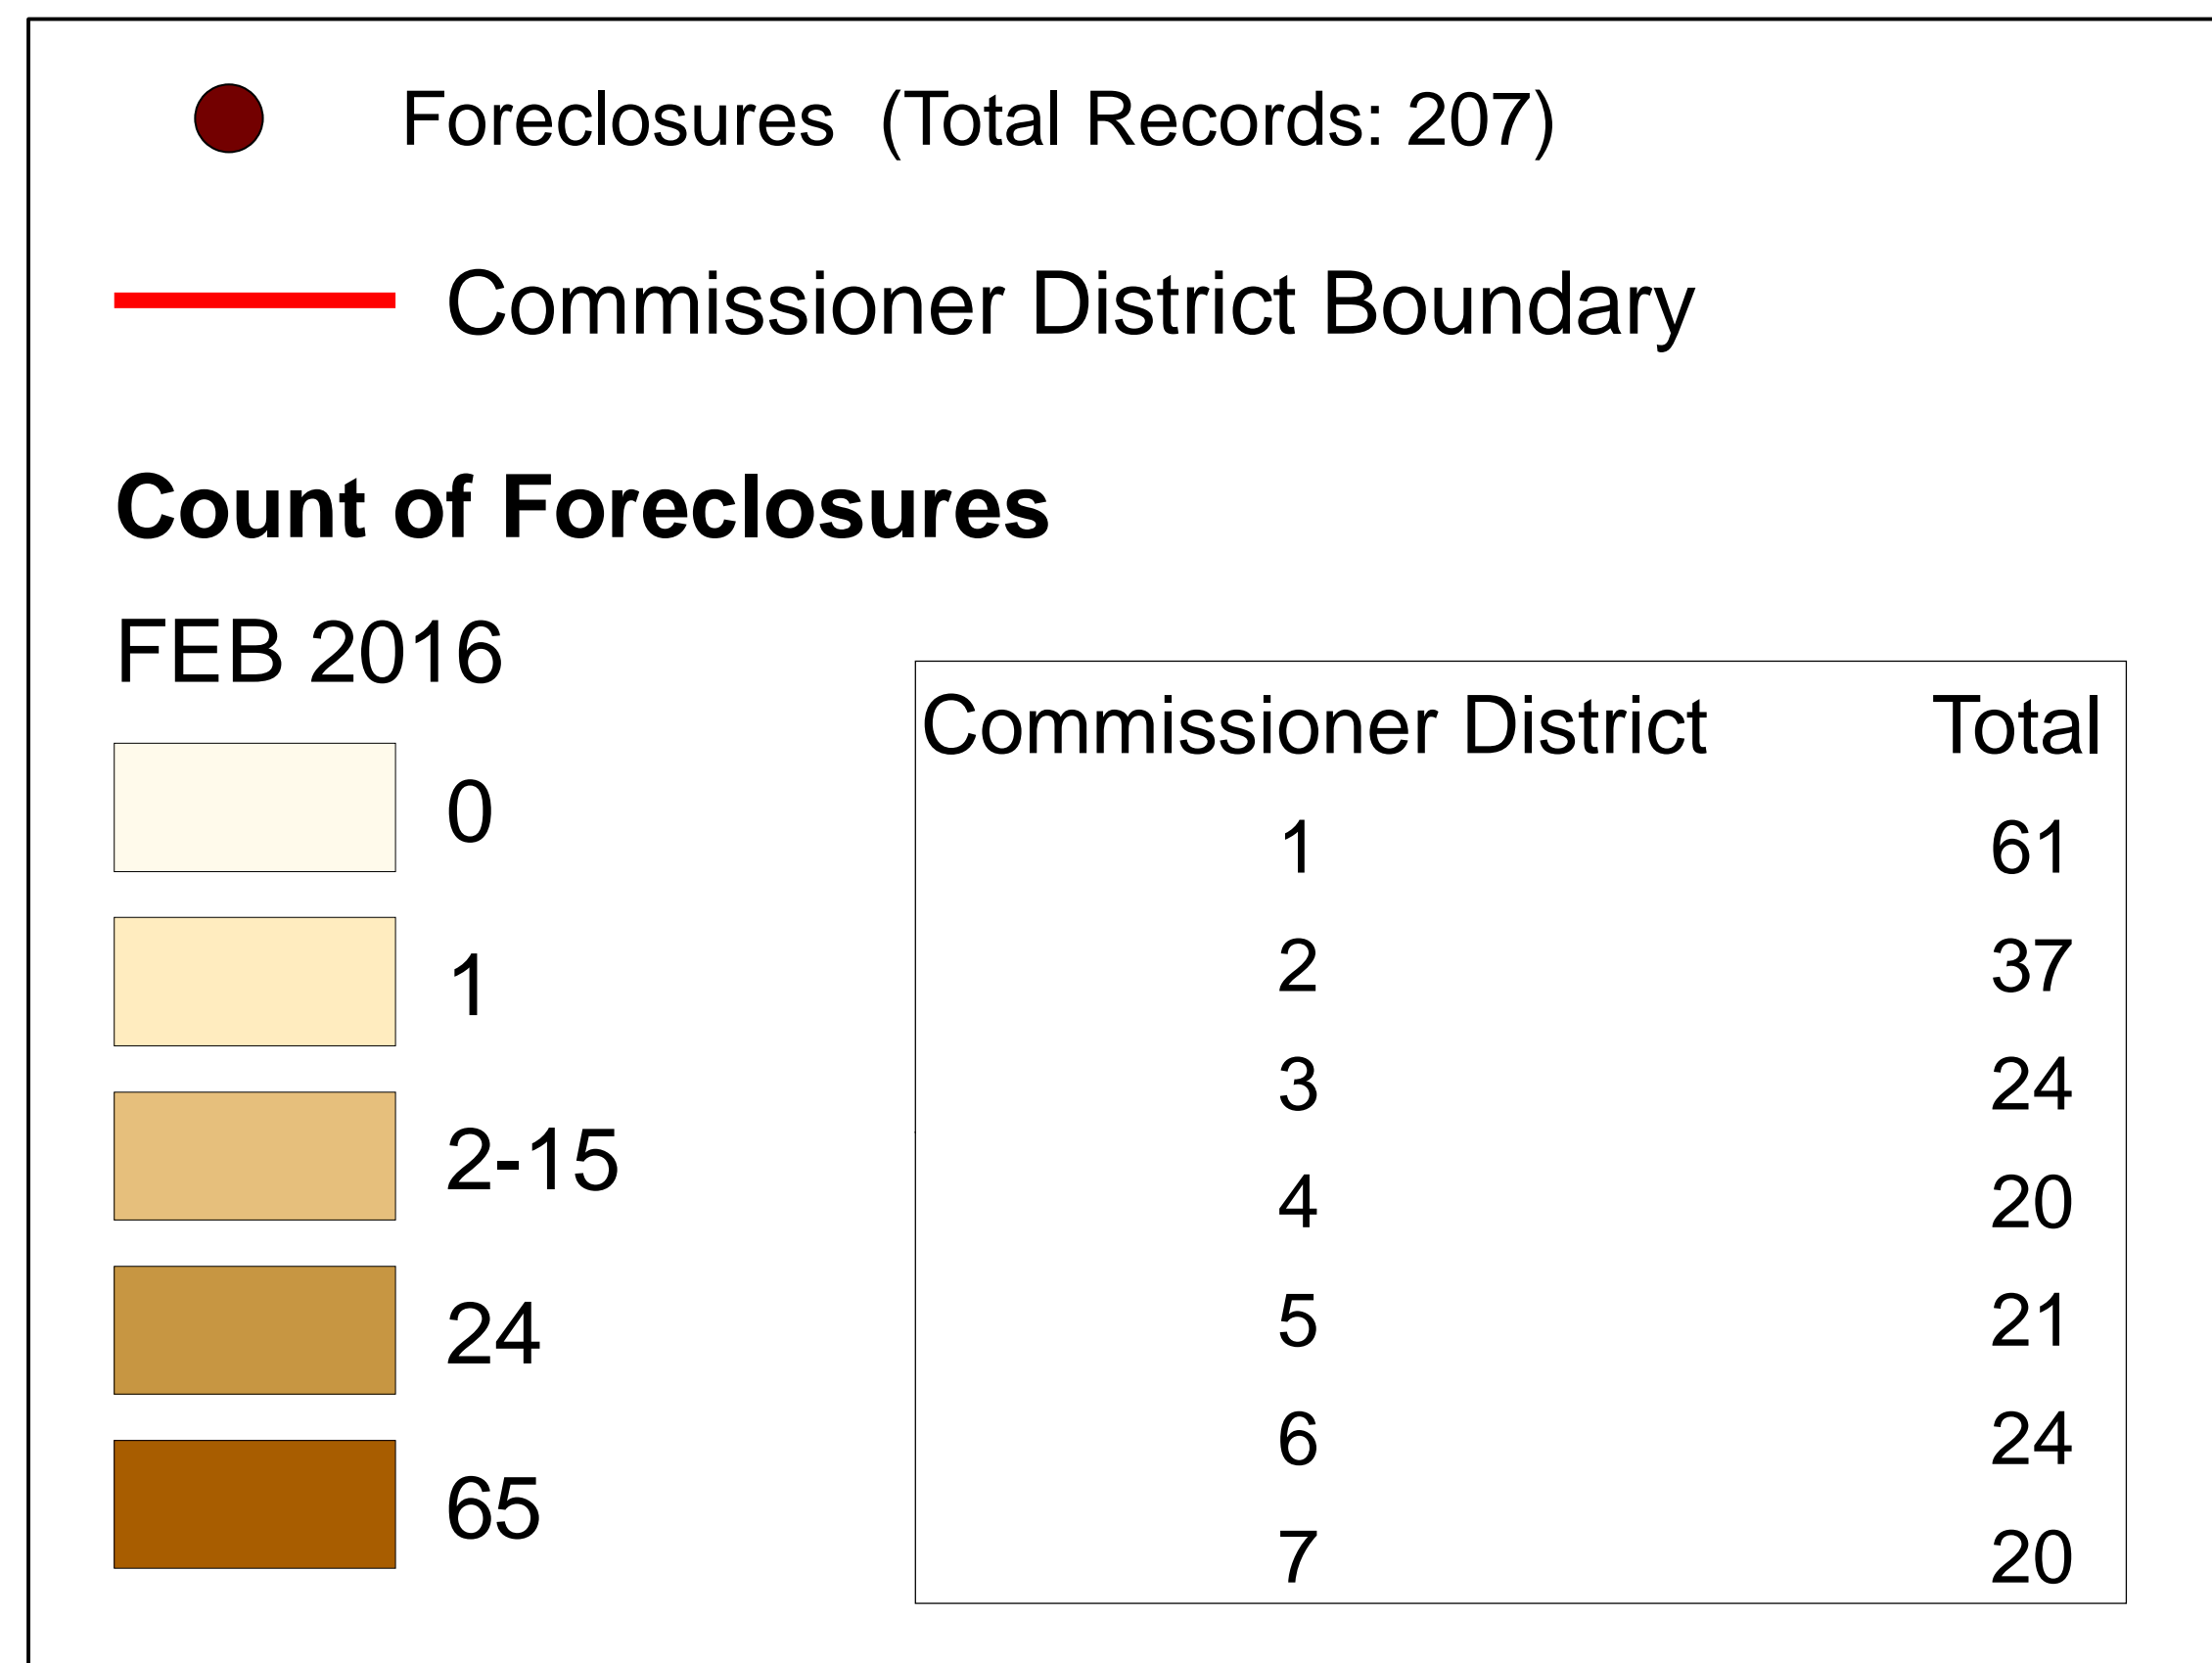 Foreclosures (Total Records: 207)
Commissioner District Boundary
Count of Foreclosures
FEB 2016
0
1
2-15
24
65
Commissioner District Total
1 61
2 37
3 24
4 20
5 21
6 24
7 20